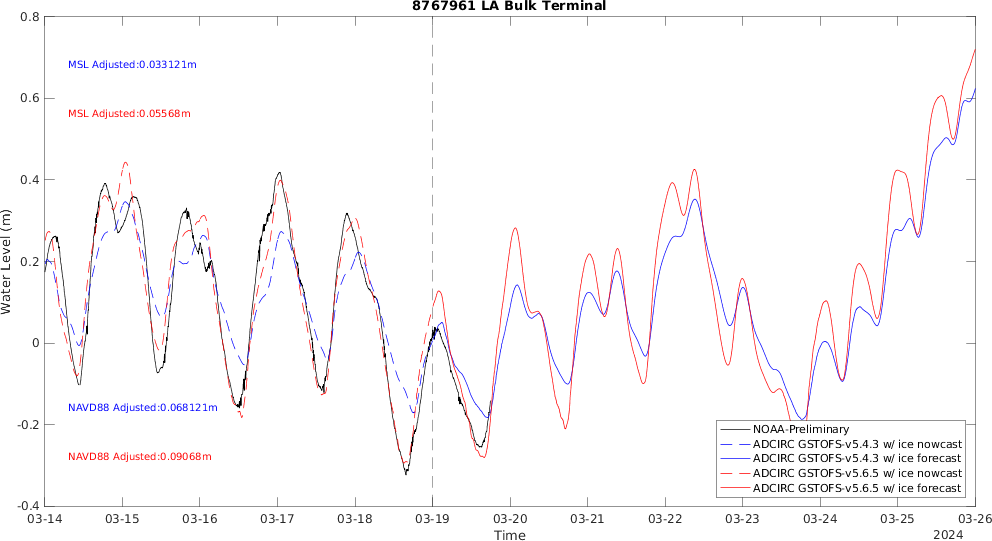 8767961 LA Bulk Terminal
0.8
0.6
0.4
0.2
0
-0.2
-0.4
Water Level (m)
MSL Adjusted:0.033121m
MSL Adjusted:0.05568m
NAVD88 Adjusted:0.068121m
NAVD88 Adjusted:0.09068m
NOAA-Preliminary
ADCIRC GSTOFS-v5.4.3 w/ ice nowcast
ADCIRC GSTOFS-v5.4.3 w/ ice forecast
ADCIRC GSTOFS-v5.6.5 w/ ice nowcast
ADCIRC GSTOFS-v5.6.5 w/ ice forecast
03-14 03-15 03-16 03-17 03-18 03-19 03-20 03-21 03-22 03-23 03-24 03-25 03-26
Time
2024